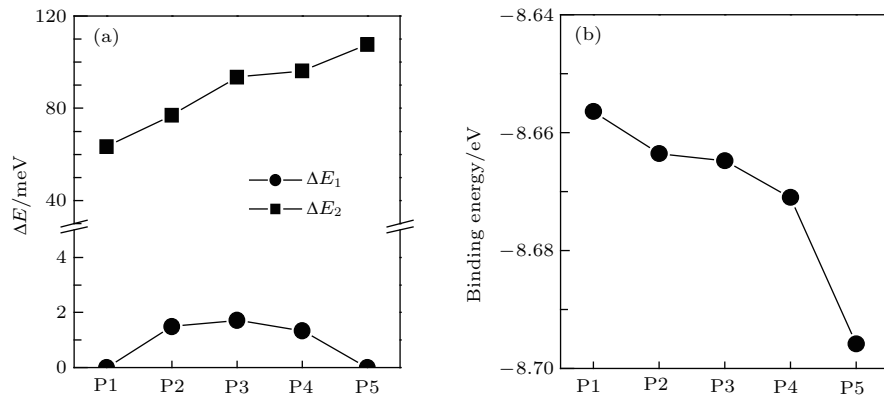 (a)
ΔE/meV
120
80
40
4
2
0
ΔE1
ΔE2
P1 P2 P3 P4 P5
(b)
Binding energy/eV
−8.64
−8.66
−8.68
−8.70
P1 P2 P3 P4 P5